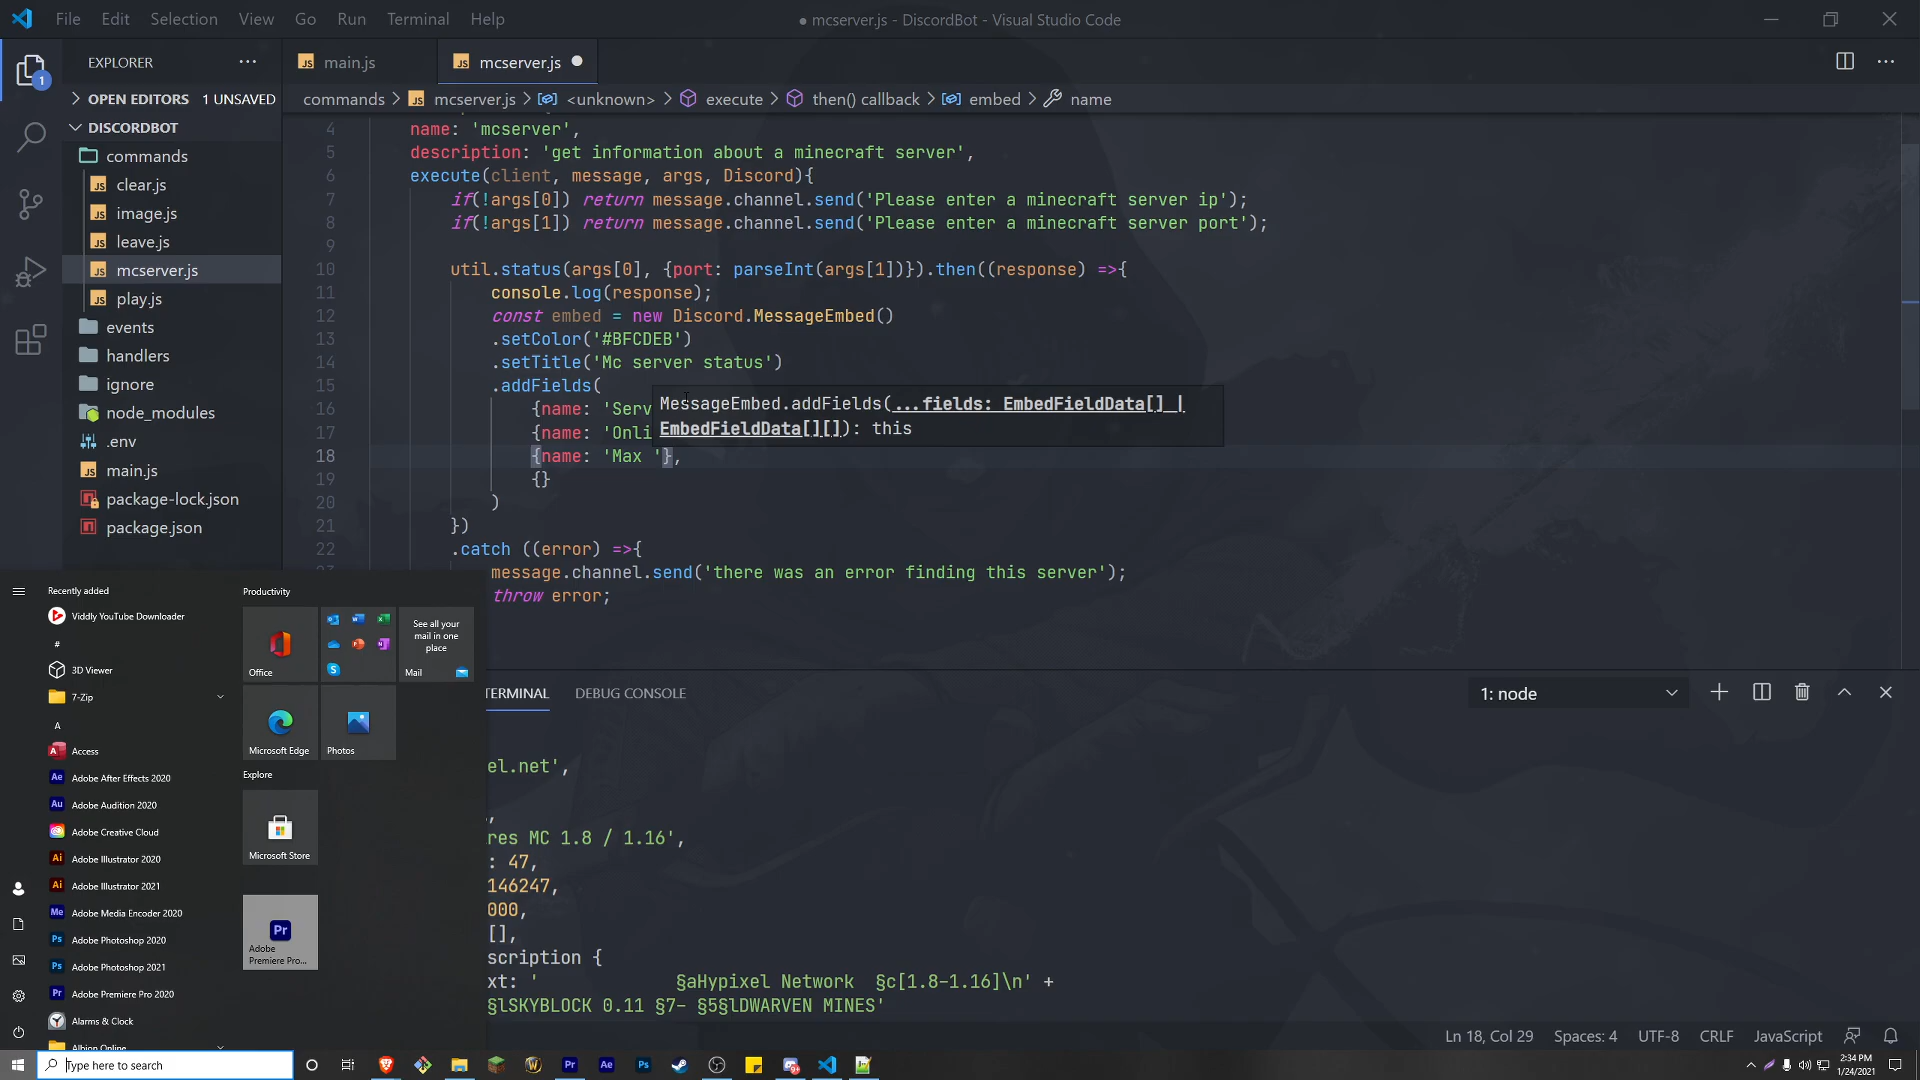 File Edit Selection View Go Run Terminal Help
● mcserver.js - DiscordBot - Visual Studio Code
EXPLORER
JS main.js
JS mcserver.js
OPEN EDITORS 1 UNSAVED
commands > JS mcserver.js > <unknown> > execute > then() callback > embed > name
1
DISCORDBOT
commands
JS clear.js
JS image.js
JS leave.js
JS mcserver.js
JS play.js
events
handlers
ignore
node_modules
.env
JS main.js
package-lock.json
package.json
4 name: 'mcserver',
5 description: 'get information about a minecraft server',
6 execute(client, message, args, Discord){
7 if(!args[0]) return message.channel.send('Please enter a minecraft server ip');
8 if(!args[1]) return message.channel.send('Please enter a minecraft server port');
9
10 util.status(args[0], {port: parseInt(args[1])}).then((response) =>{
11 console.log(response);
12 const embed = new Discord.MessageEmbed()
13 .setColor('#BFCDEB')
14 .setTitle('Mc server status')
15 .addFields(
16 {name: 'Serv
17 {name: 'Onli
18 {name: 'Max '},
19 {}
20 )
21 })
22 .catch ((error) =>{
message.channel.send('there was an error finding this server');
throw error;
MessageEmbed.addFields(...fields: EmbedFieldData[] |
EmbedFieldData[][]): this
TERMINAL DEBUG CONSOLE
1: node
el.net',
,
res MC 1.8 / 1.16',
: 47,
146247,
000,
[],
scription {
xt: ' §aHypixel Network §c[1.8-1.16]\n' +
§lSKYBLOCK 0.11 §7- §5§lDWARVEN MINES'
Recently added
Viddly YouTube Downloader
#
3D Viewer
7-Zip
A
Access
Ae Adobe After Effects 2020
Au Adobe Audition 2020
Adobe Creative Cloud
Ai Adobe Illustrator 2020
Ai Adobe Illustrator 2021
Me Adobe Media Encoder 2020
Ps Adobe Photoshop 2020
Ps Adobe Photoshop 2021
Pr Adobe Premiere Pro 2020
Alarms & Clock
Albion Online
Productivity
Office
See all your mail in one place
Mail
Microsoft Edge
Photos
Explore
Microsoft Store
Pr
Adobe Premiere Pro...
Ln 18, Col 29 Spaces: 4 UTF-8 CRLF JavaScript
Type here to search
Pr Ae Ps
2:34 PM
1/24/2021